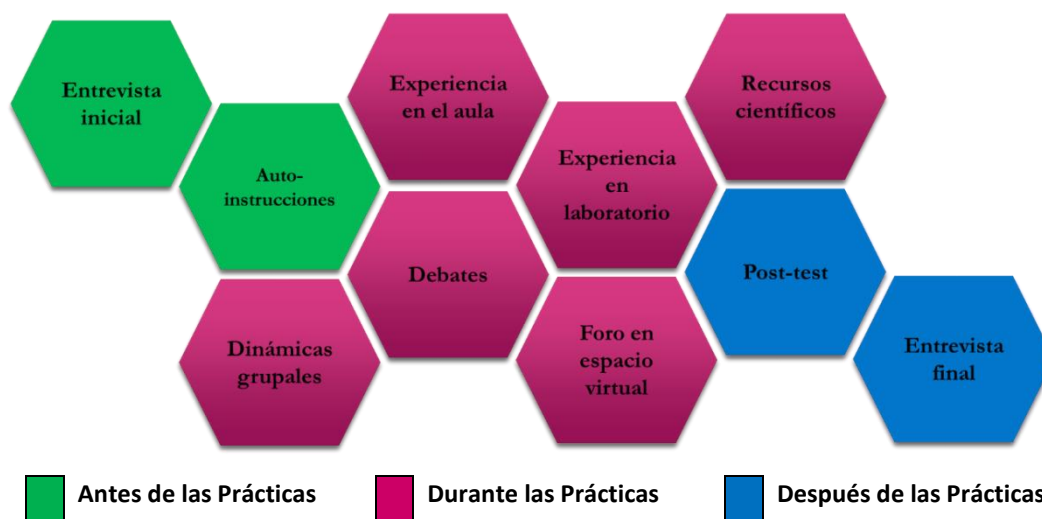 Entrevista
inicial
Auto-
instrucciones
Experiencia
en el aula
Experiencia
en
laboratorio
Recursos
científicos
Dinámicas
grupales
Debates
Foro en
espacio
virtual
Post-test
Entrevista
final
Antes de las Prácticas
Durante las Prácticas
Después de las Prácticas